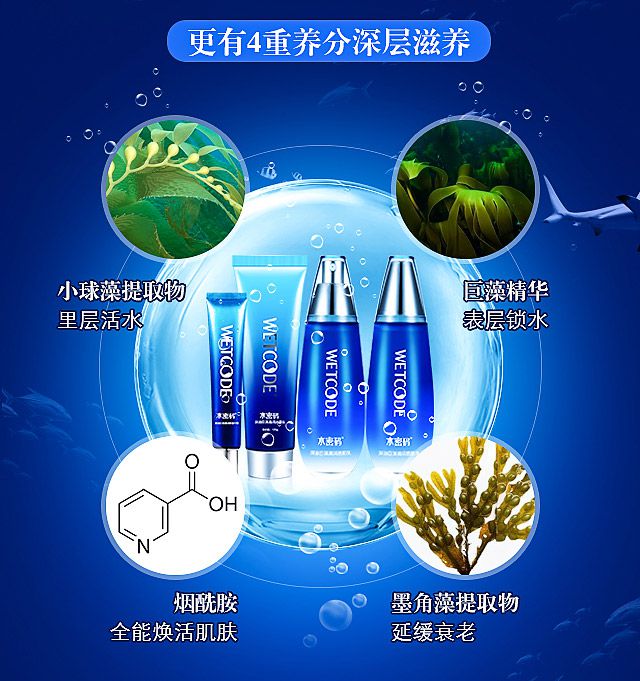 更有4重养分深层滋养
小球藻提取物
里层活水
巨藻精华
表层锁水
WETCODE
水密码
WETCODE
水密码
WETCODE
水密码
WETCODE
水密码
O
OH
N
烟酰胺
全能焕活肌肤
墨角藻提取物
延缓衰老